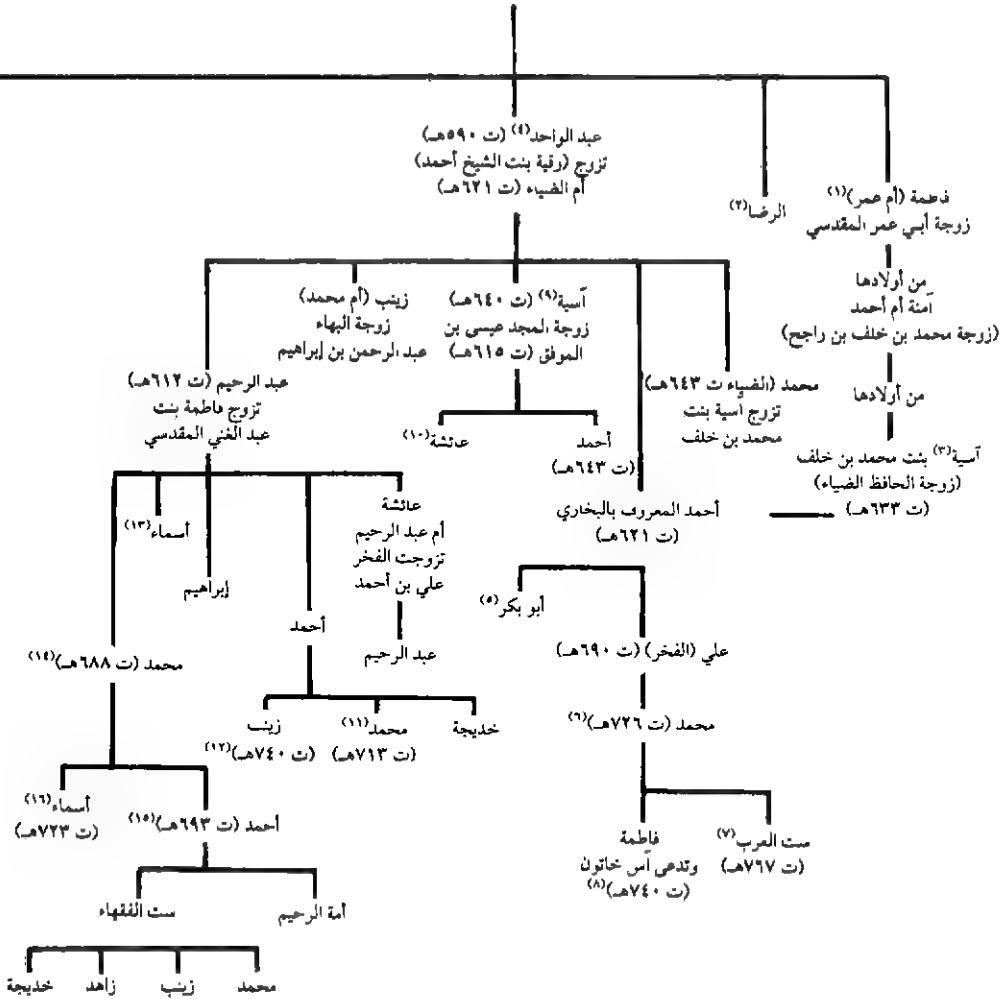 عبد الواحد(٤) (ت ٥٩٠هـ)
تزوج (رقية بنت الشيخ أحمد)
أم الضياء (ت ٦٢١هـ)
فاطمة (أم عمر)(١)
زوجة أبي عمر المقدسي
الرضا(٢)
من أولادها
آمنة أم أحمد
(زوجة محمد بن خلف بن راجح)
من أولادها
آسية(٣) بنت محمد بن خلف
(زوجة الحافظ الضياء)
(ت ٦٣٣هـ)
محمد (الضياء ت ٦٤٣هـ)
تزوج آسية بنت
محمد بن خلف
آسية(٩) (ت ٦٤٠هـ)
زوجة المجد عيسى بن
الموفق (ت ٦١٥هـ)
زينب (أم محمد)
زوجة البهاء
عبد الرحمن بن إبراهيم
عبد الرحيم (ت ٦١٢هـ)
تزوج فاطمة بنت
عبد الغني المقدسي
أحمد
(ت ٦٤٣هـ)
عائشة(١٠)
أحمد المعروف بالبخاري
(ت ٦٢١هـ)
عائشة
أم عبد الرحيم
تزوجت الفخر
علي بن أحمد
أسماء(١٣)
إبراهيم
أحمد
عبد الرحيم
محمد (ت ٦٨٨هـ)(١٤)
أبو بكر(٥)
علي (الفخر) (ت ٦٩٠هـ)
خديجة
محمد(١١)
(ت ٧١٣هـ)
زينب
(ت ٧٤٠هـ)(١٢)
محمد (ت ٧٢٦هـ)(٦)
ست العرب(٧)
(ت ٧٦٧هـ)
فاطمة
وتدعى آس خاتون
(ت ٧٤٠هـ)(٨)
أحمد (ت ٦٩٣هـ)(١٥)
أسماء(١٦)
(ت ٧٢٣هـ)
أمة الرحيم
ست الفقهاء
محمد
زينب
زاهد
خديجة